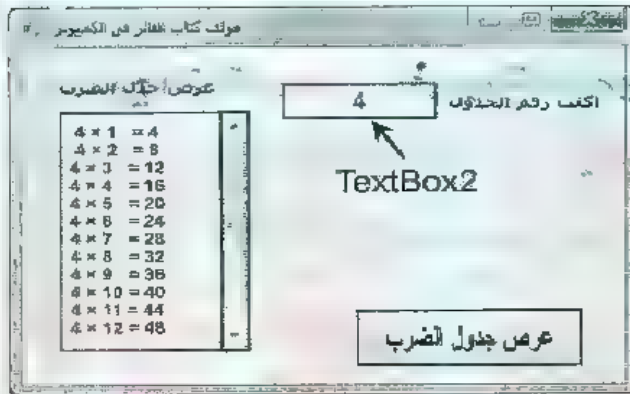 مؤلف كتاب الفائز في الكمبيوتر
اكتب رقم الجدول
4
عرض جدول الضرب
TextBox2
4 × 1 = 4
4 × 2 = 8
4 × 3 = 12
4 × 4 = 16
4 × 5 = 20
4 × 6 = 24
4 × 7 = 28
4 × 8 = 32
4 × 9 = 36
4 × 10 = 40
4 × 11 = 44
4 × 12 = 48
عرض جدول الضرب